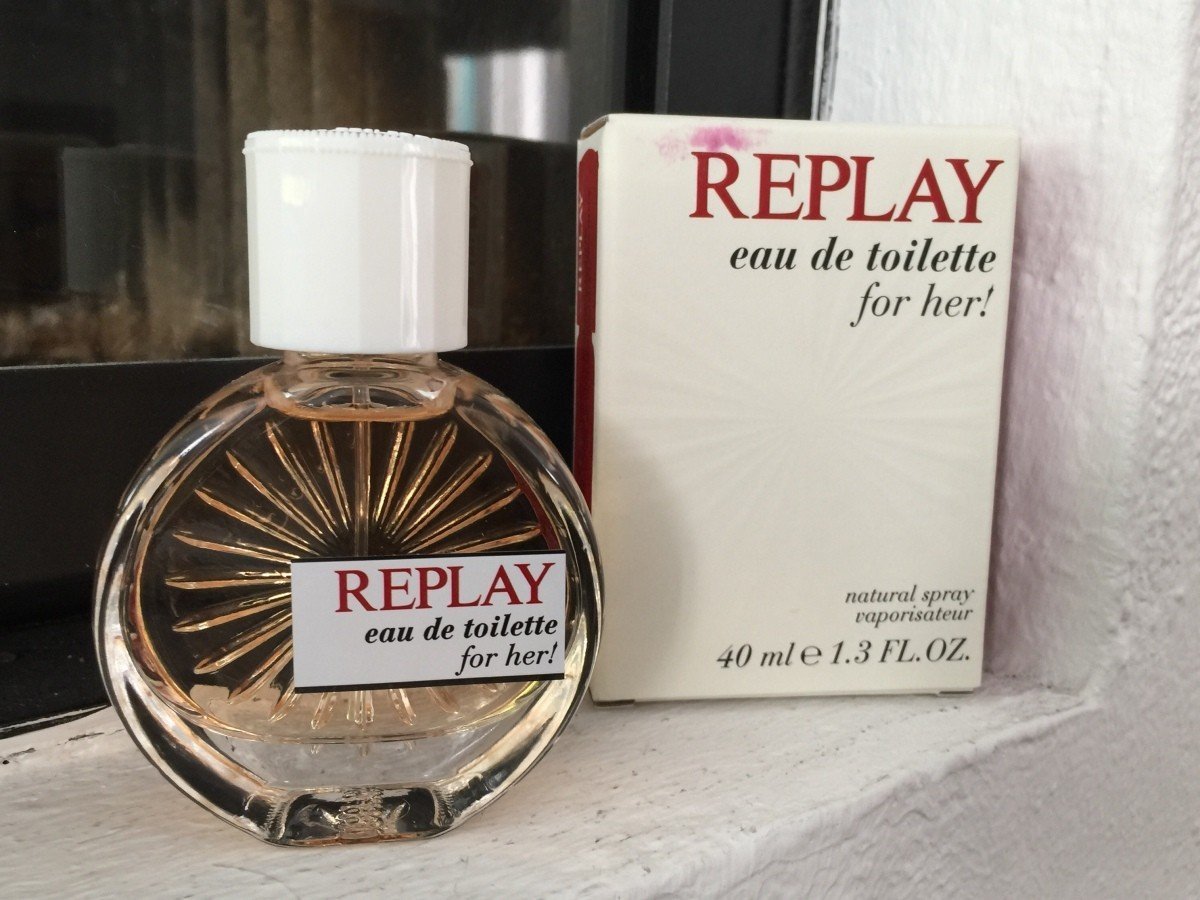 REPLAY
eau de toilette
for her!
REPLAY
REPLAY
eau de toilette
for her!
natural spray
vaporisateur
40 ml ℮ 1.3 FL.OZ.